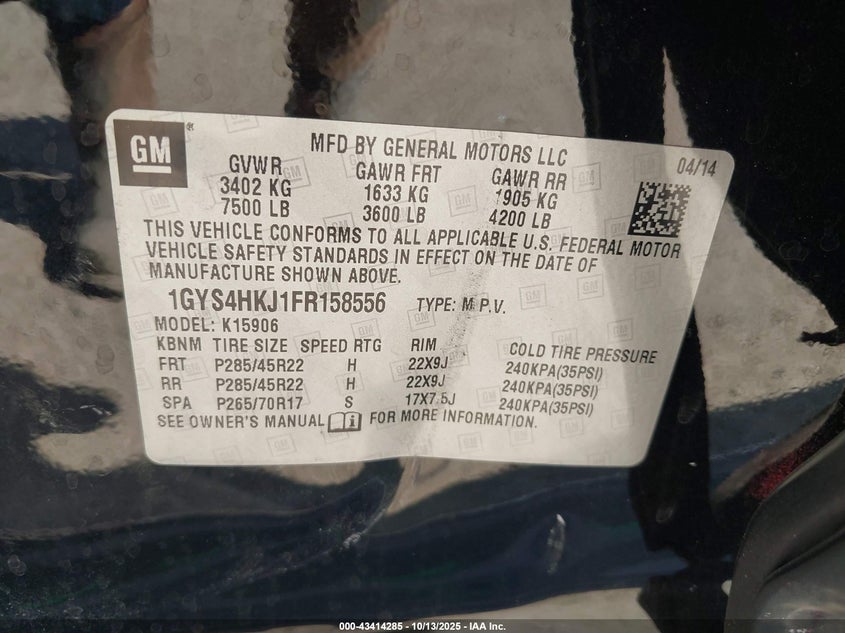 GM
MFD BY GENERAL MOTORS LLC
04/14
GVWR GAWR FRT GAWR RR
3402 KG 1633 KG 1905 KG
7500 LB 3600 LB 4200 LB
THIS VEHICLE CONFORMS TO ALL APPLICABLE U.S. FEDERAL MOTOR
VEHICLE SAFETY STANDARDS IN EFFECT ON THE DATE OF
MANUFACTURE SHOWN ABOVE.
1GYS4HKJ1FR158556 TYPE: M.P.V.
MODEL: K15906
KBNM TIRE SIZE SPEED RTG RIM COLD TIRE PRESSURE
FRT P285/45R22 H 22X9J 240KPA(35PSI)
RR P285/45R22 H 22X9J 240KPA(35PSI)
SPA P265/70R17 S 17X7.5J 240KPA(35PSI)
SEE OWNER'S MANUAL FOR MORE INFORMATION.
000-43414285 - 10/13/2025 - IAA Inc.